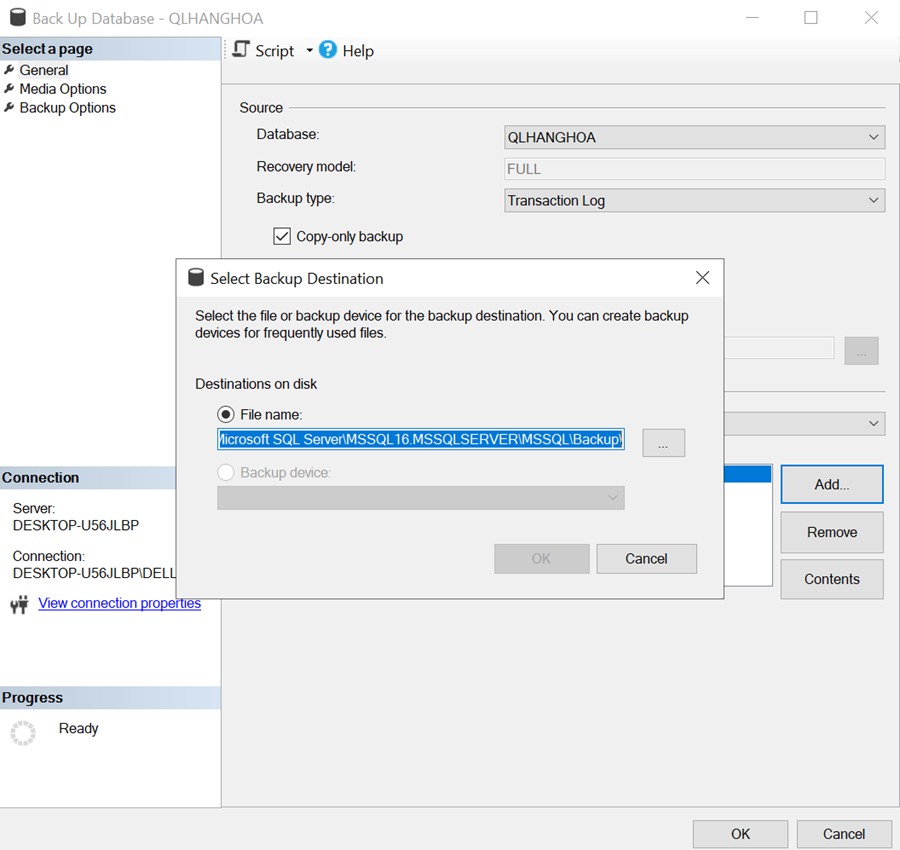 Back Up Database - QLHANGHOA
Select a page
General
Media Options
Backup Options
Script
Help
Source
Database:
QLHANGHOA
Recovery model:
FULL
Backup type:
Transaction Log
Copy-only backup
Select Backup Destination
Select the file or backup device for the backup destination. You can create backup
devices for frequently used files.
Destinations on disk
File name:
Microsoft SQL Server\MSSQL16.MSSQLSERVER\MSSQL\Backup\
...
Backup device:
OK
Cancel
...
Add...
Remove
Contents
Connection
Server:
DESKTOP-U56JLBP
Connection:
DESKTOP-U56JLBP\DELL
View connection properties
Progress
Ready
OK
Cancel